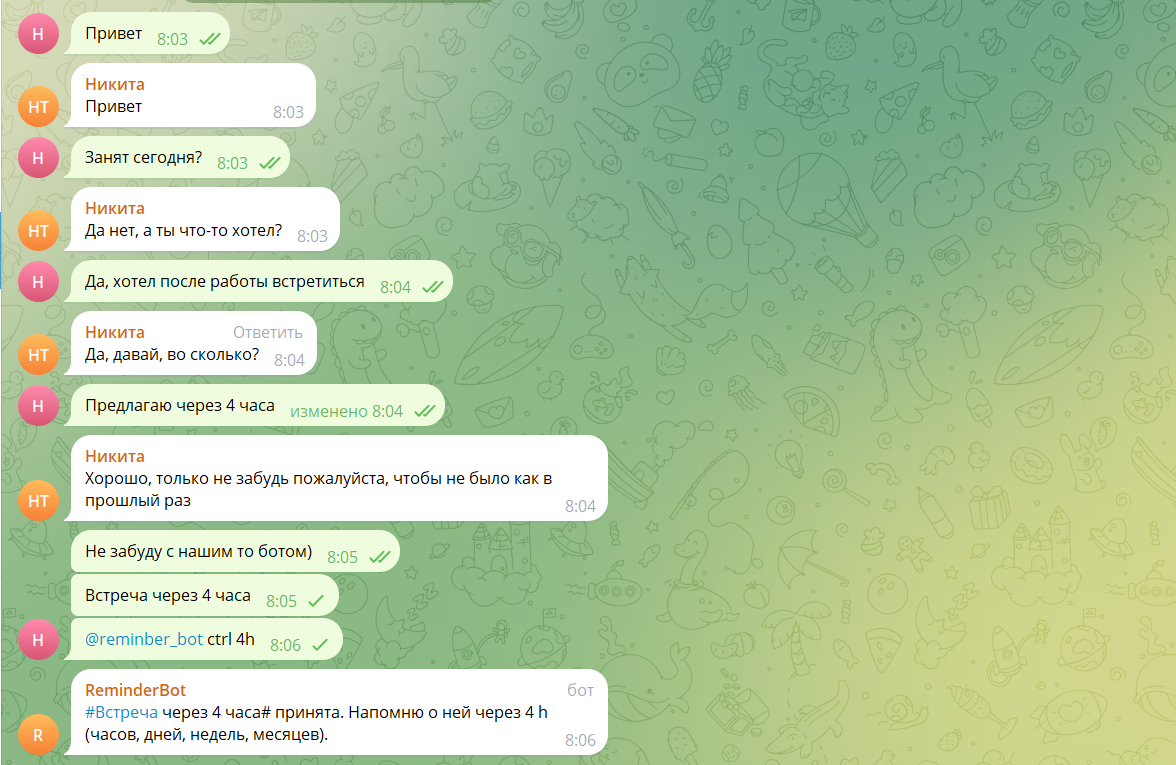 Н
Привет 8:03
Никита
НТ
Привет 8:03
Н
Занят сегодня? 8:03
Никита
НТ
Да нет, а ты что-то хотел? 8:03
Н
Да, хотел после работы встретиться 8:04
Никита Ответить
НТ
Да, давай, во сколько? 8:04
Н
Предлагаю через 4 часа изменено 8:04
Никита
Хорошо, только не забудь пожалуйста, чтобы не было как в
НТ
прошлый раз 8:04
Не забуду с нашим то ботом) 8:05
Встреча через 4 часа 8:05
Н
@reminber_bot ctrl 4h 8:06
ReminderBot бот
#Встреча через 4 часа# принята. Напомню о ней через 4 h
R
(часов, дней, недель, месяцев). 8:06